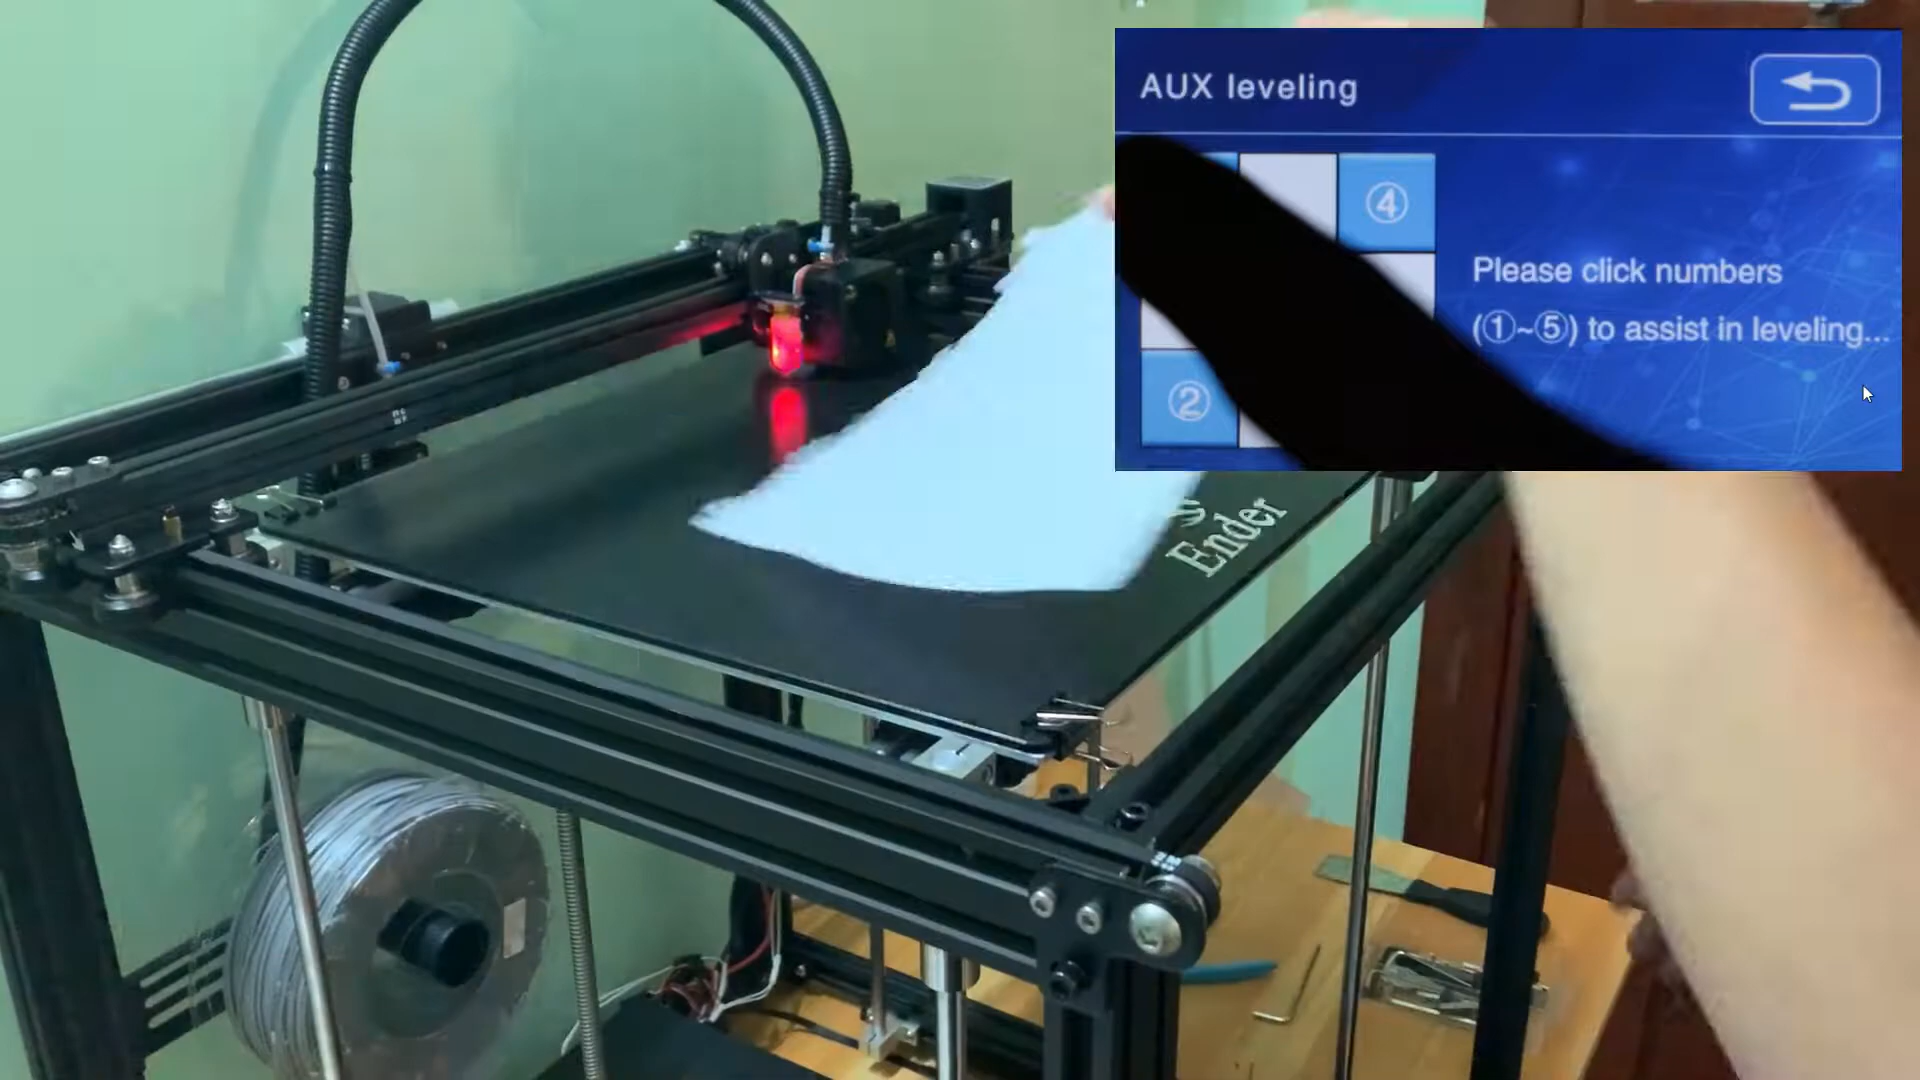 AUX leveling
④
Please click numbers
(①~⑤) to assist in leveling...
②
Ender